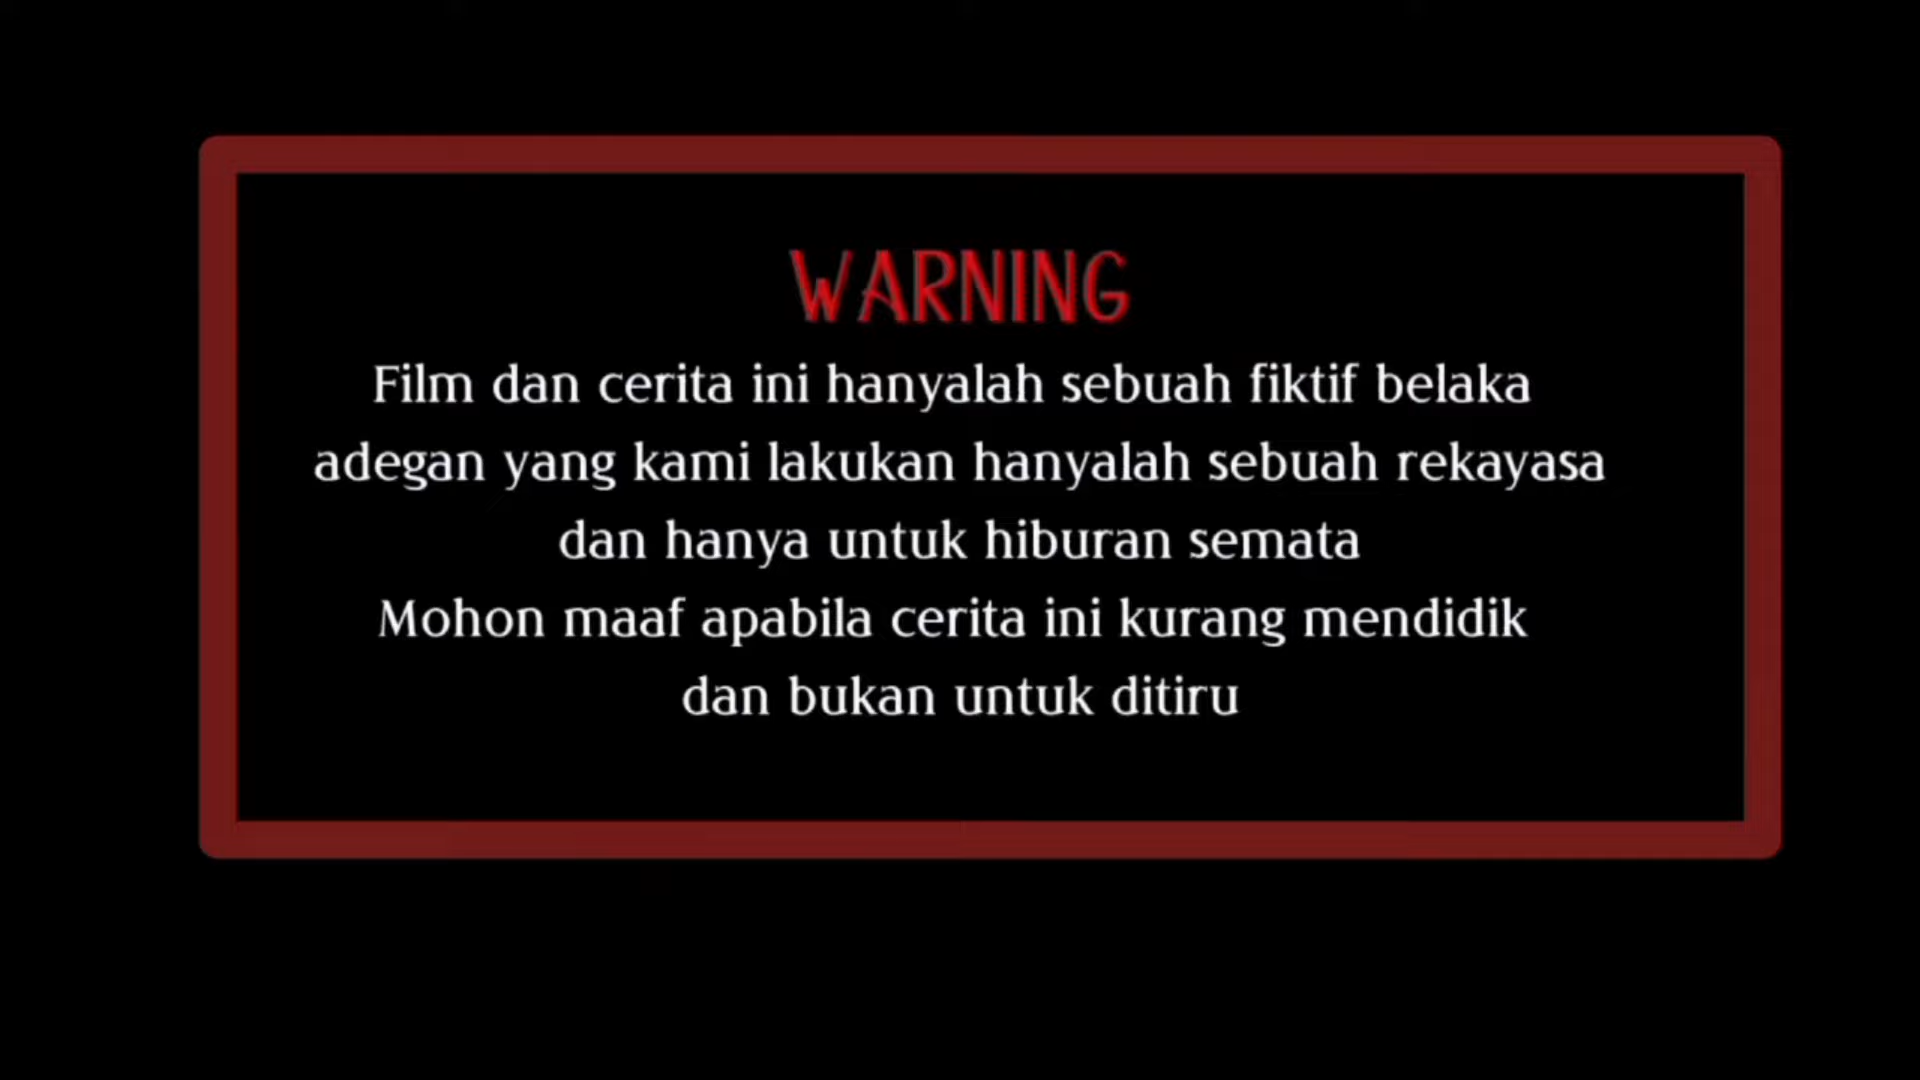 WARNING
Film dan cerita ini hanyalah sebuah fiktif belaka
adegan yang kami lakukan hanyalah sebuah rekayasa
dan hanya untuk hiburan semata
Mohon maaf apabila cerita ini kurang mendidik
dan bukan untuk ditiru